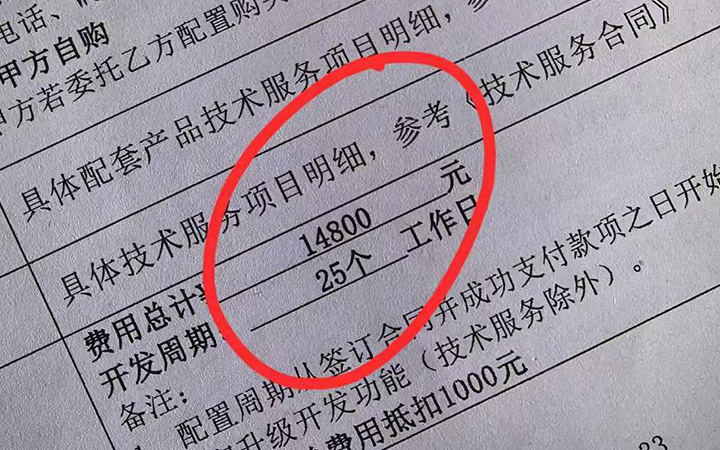 电话、
甲方自购
甲方若委托乙方配置购买
具体配套产品技术服务项目明细，参
具体技术服务项目明细，参考《技术服务合同》
费用总计 14800 元
开发周期 25个 工作日
备注：
配置周期从签订合同并成功支付款项之日开始
升级开发功能（技术服务除外）。
费用抵扣1000元
23